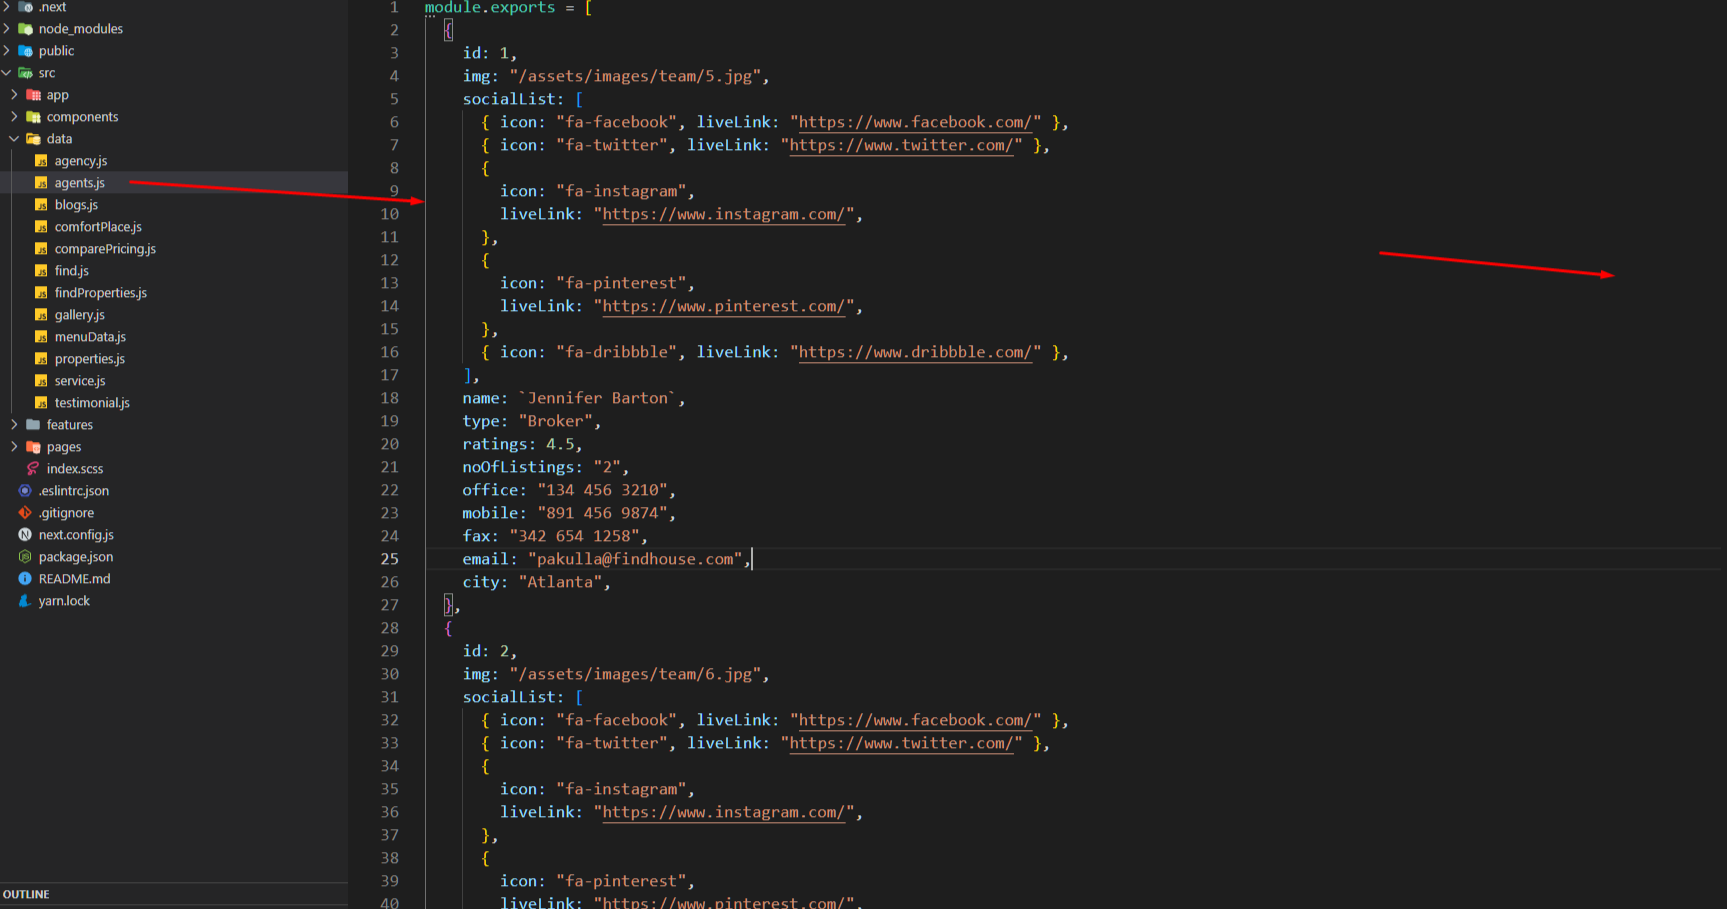 .next
node_modules
public
src
app
components
data
agency.js
agents.js
blogs.js
comfortPlace.js
comparePricing.js
find.js
findProperties.js
gallery.js
menuData.js
properties.js
service.js
testimonial.js
features
pages
index.scss
.eslintrc.json
.gitignore
next.config.js
package.json
README.md
yarn.lock
OUTLINE
1 module.exports = [
2 {
3 id: 1,
4 img: "/assets/images/team/5.jpg",
5 socialList: [
6 { icon: "fa-facebook", liveLink: "https://www.facebook.com/" },
7 { icon: "fa-twitter", liveLink: "https://www.twitter.com/" },
8 {
9 icon: "fa-instagram",
10 liveLink: "https://www.instagram.com/",
11 },
12 {
13 icon: "fa-pinterest",
14 liveLink: "https://www.pinterest.com/",
15 },
16 { icon: "fa-dribbble", liveLink: "https://www.dribbble.com/" },
17 ],
18 name: `Jennifer Barton`,
19 type: "Broker",
20 ratings: 4.5,
21 noOfListings: "2",
22 office: "134 456 3210",
23 mobile: "891 456 9874",
24 fax: "342 654 1258",
25 email: "pakulla@findhouse.com",
26 city: "Atlanta",
27 },
28 {
29 id: 2,
30 img: "/assets/images/team/6.jpg",
31 socialList: [
32 { icon: "fa-facebook", liveLink: "https://www.facebook.com/" },
33 { icon: "fa-twitter", liveLink: "https://www.twitter.com/" },
34 {
35 icon: "fa-instagram",
36 liveLink: "https://www.instagram.com/",
37 },
38 {
39 icon: "fa-pinterest",
40 liveLink: "https://www.pinterest.com/",